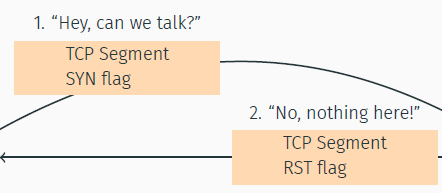 1. “Hey, can we talk?”
TCP Segment
SYN flag
2. “No, nothing here!”
TCP Segment
RST flag